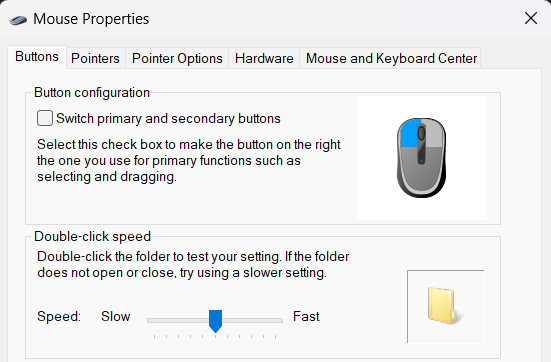 Mouse Properties
Buttons Pointers Pointer Options Hardware Mouse and Keyboard Center
Button configuration
Switch primary and secondary buttons
Select this check box to make the button on the right
the one you use for primary functions such as
selecting and dragging.
Double-click speed
Double-click the folder to test your setting. If the folder
does not open or close, try using a slower setting.
Speed: Slow Fast